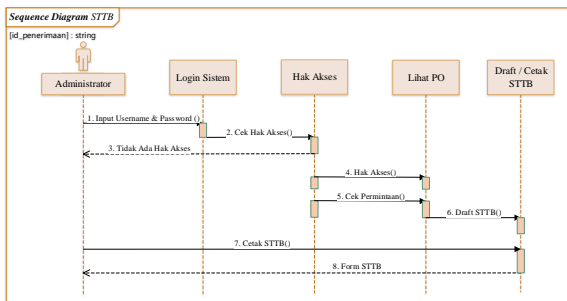 Sequence Diagram STTB
[id_penerimaan] : string
Administrator
Login Sistem
Hak Akses
Lihat PO
Draft / Cetak
STTB
1. Input Username & Password ()
2. Cek Hak Akses()
3. Tidak Ada Hak Akses
4. Hak Akses()
5. Cek Permintaan()
6. Draft STTB()
7. Cetak STTB()
8. Form STTB